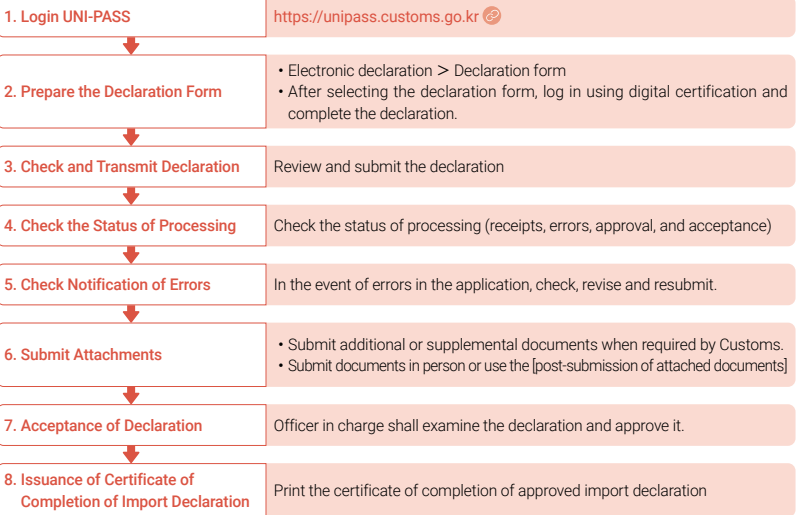 1. Login UNI-PASS
https://unipass.customs.go.kr
2. Prepare the Declaration Form
• Electronic declaration > Declaration form
• After selecting the declaration form, log in using digital certification and
complete the declaration.
3. Check and Transmit Declaration
Review and submit the declaration
4. Check the Status of Processing
Check the status of processing (receipts, errors, approval, and acceptance)
5. Check Notification of Errors
In the event of errors in the application, check, revise and resubmit.
6. Submit Attachments
• Submit additional or supplemental documents when required by Customs.
• Submit documents in person or use the [post-submission of attached documents]
7. Acceptance of Declaration
Officer in charge shall examine the declaration and approve it.
8. Issuance of Certificate of
Completion of Import Declaration
Print the certificate of completion of approved import declaration